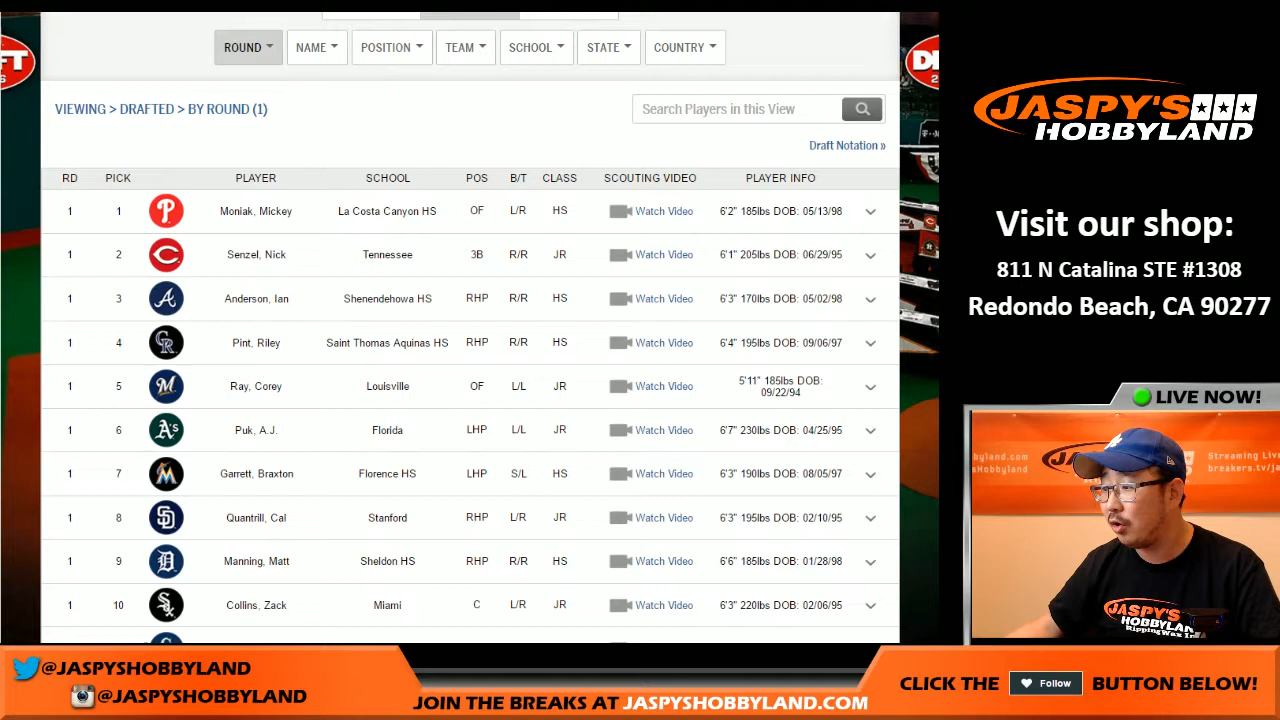 ROUND NAME POSITION TEAM SCHOOL STATE COUNTRY
VIEWING > DRAFTED > BY ROUND (1)
Search Players in this View
Draft Notation »
RD PICK PLAYER SCHOOL POS B/T CLASS SCOUTING VIDEO PLAYER INFO
1 1 Moniak, Mickey La Costa Canyon HS OF L/R HS Watch Video 6'2" 185lbs DOB: 05/13/98
1 2 Senzel, Nick Tennessee 3B R/R JR Watch Video 6'1" 205lbs DOB: 06/29/95
1 3 Anderson, Ian Shenendehowa HS RHP R/R HS Watch Video 6'3" 170lbs DOB: 05/02/98
1 4 Pint, Riley Saint Thomas Aquinas HS RHP R/R HS Watch Video 6'4" 195lbs DOB: 09/06/97
1 5 Ray, Corey Louisville OF L/L JR Watch Video 5'11" 185lbs DOB:
09/22/94
1 6 Puk, A.J. Florida LHP L/L JR Watch Video 6'7" 230lbs DOB: 04/25/95
1 7 Garrett, Braxton Florence HS LHP S/L HS Watch Video 6'3" 190lbs DOB: 08/05/97
1 8 Quantrill, Cal Stanford RHP L/R JR Watch Video 6'3" 195lbs DOB: 02/10/95
1 9 Manning, Matt Sheldon HS RHP R/R HS Watch Video 6'6" 185lbs DOB: 01/28/98
1 10 Collins, Zack Miami C L/R JR Watch Video 6'3" 220lbs DOB: 02/06/95
JASPY'S
HOBBYLAND
Visit our shop:
811 N Catalina STE #1308
Redondo Beach, CA 90277
LIVE NOW!
Streaming Live
breakers.tv/ja
JASPY'S
HOBBYLAND
RippingWax
@JASPYSHOBBYLAND
@JASPYSHOBBYLAND
JOIN THE BREAKS AT JASPYSHOBBYLAND.COM
CLICK THE Follow BUTTON BELOW!